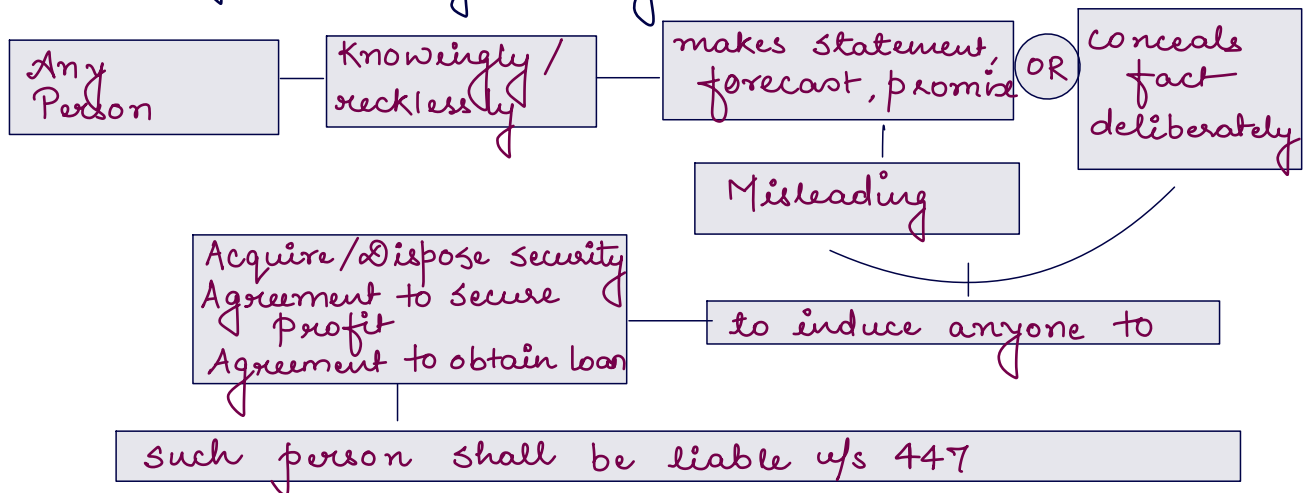 Any
Person
Knowingly /
recklessly
makes statement,
forecast, promise
OR
conceals
fact
deliberately
Misleading
to induce anyone to
Acquire/Dispose security
Agreement to secure
profit
Agreement to obtain loan
such person shall be liable u/s 447